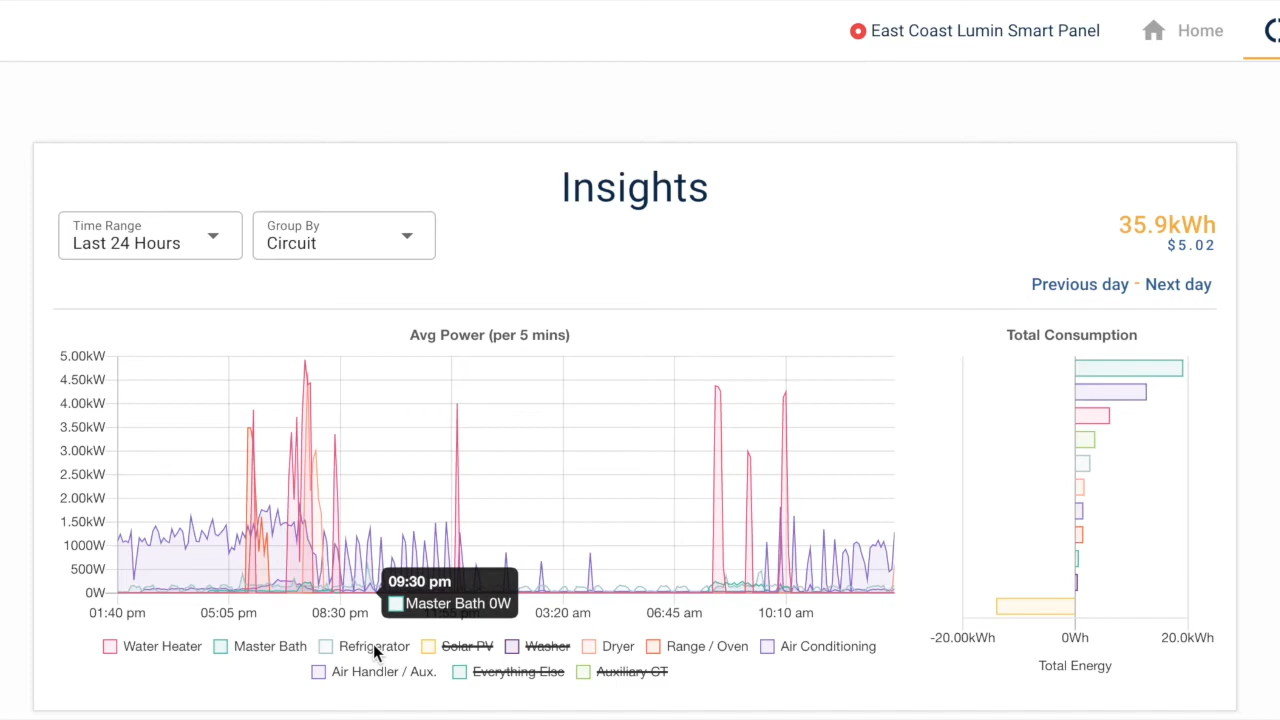 East Coast Lumin Smart Panel
Home
Insights
Time Range
Last 24 Hours
Group By
Circuit
35.9kWh
$5.02
Previous day - Next day
Avg Power (per 5 mins)
5.00kW
4.50kW
4.00kW
3.50kW
3.00kW
2.50kW
2.00kW
1.50kW
1000W
500W
0W
09:30 pm
Master Bath 0W
01:40 pm 05:05 pm 08:30 pm 11:55 pm 03:20 am 06:45 am 10:10 am
Water Heater Master Bath Refrigerator Solar PV Washer Dryer Range / Oven Air Conditioning
Air Handler / Aux. Everything Else Auxiliary CT
Total Consumption
-20.00kWh 0Wh 20.0kWh
Total Energy